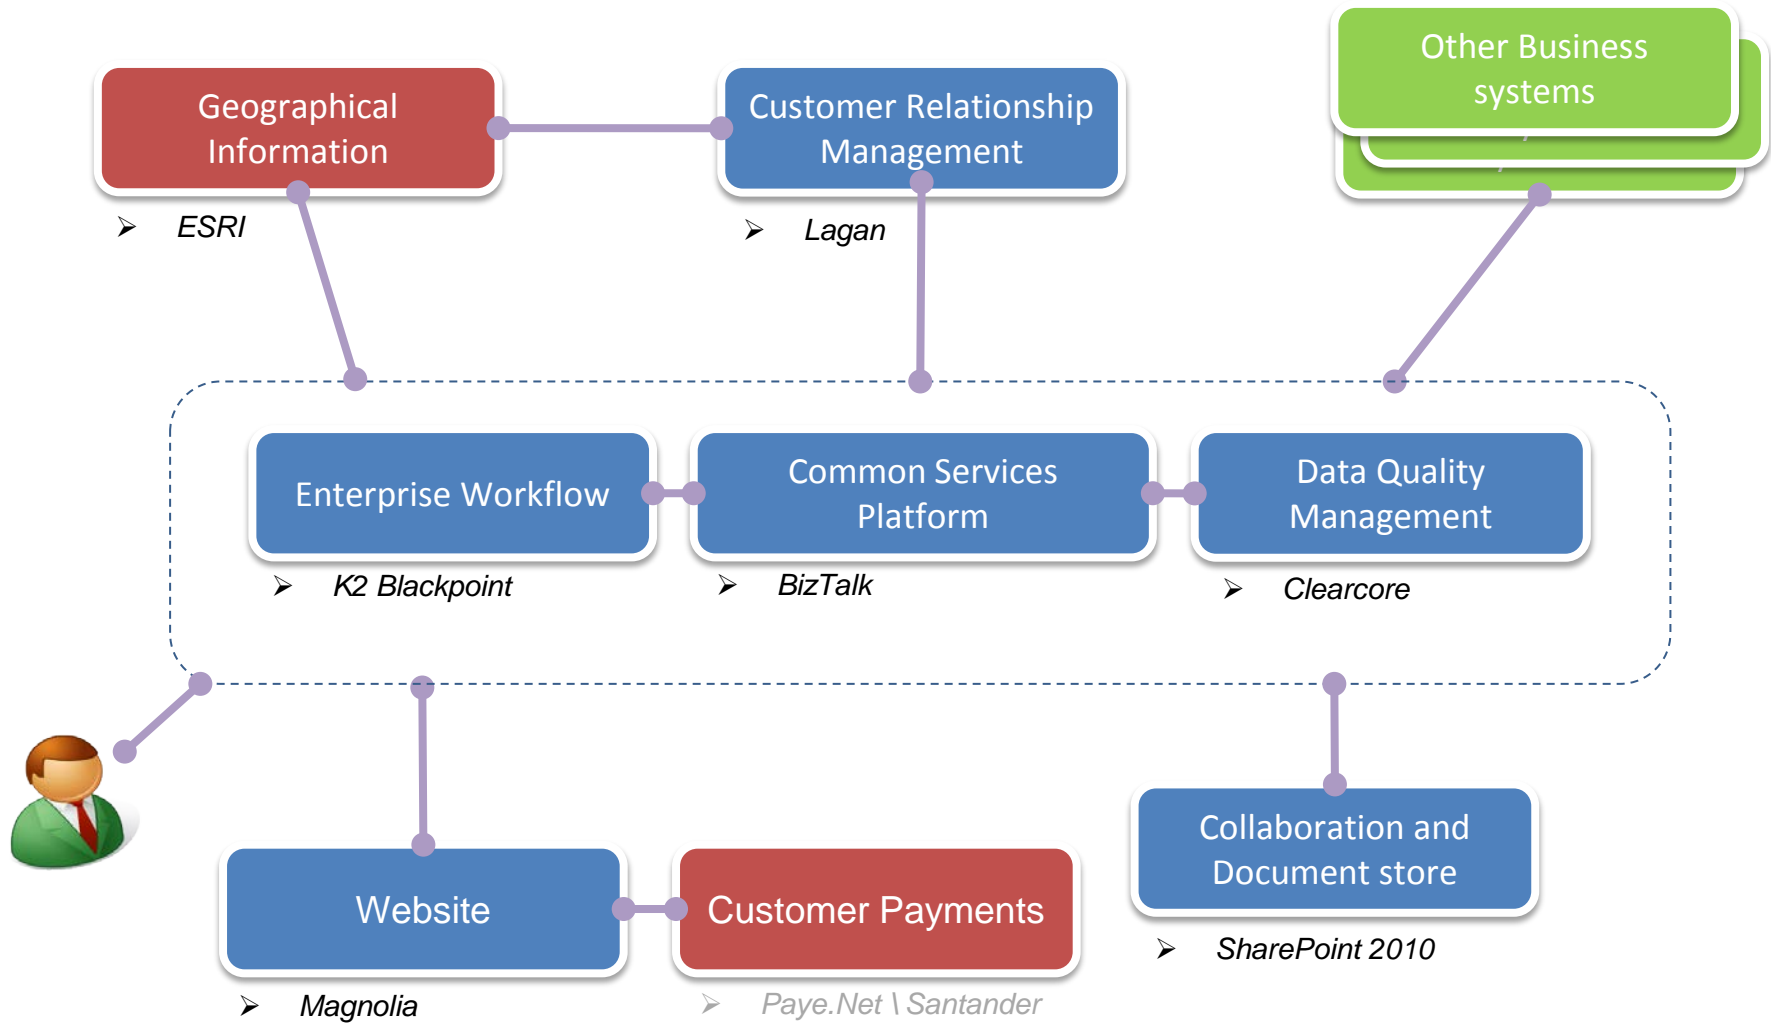 Other Business
systems
Geographical
Information
Customer Relationship
Management
➢ ESRI
➢ Lagan
Enterprise Workflow
Common Services
Platform
Data Quality
Management
➢ K2 Blackpoint
➢ BizTalk
➢ Clearcore
Collaboration and
Document store
Website
Customer Payments
➢ SharePoint 2010
➢ Magnolia
➢ Paye.Net \ Santander